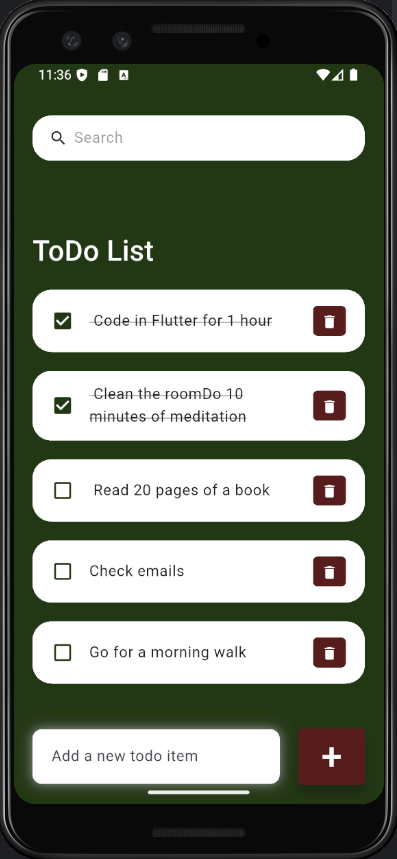 11:36
Search
ToDo List
Code in Flutter for 1 hour
Clean the roomDo 10
minutes of meditation
Read 20 pages of a book
Check emails
Go for a morning walk
Add a new todo item